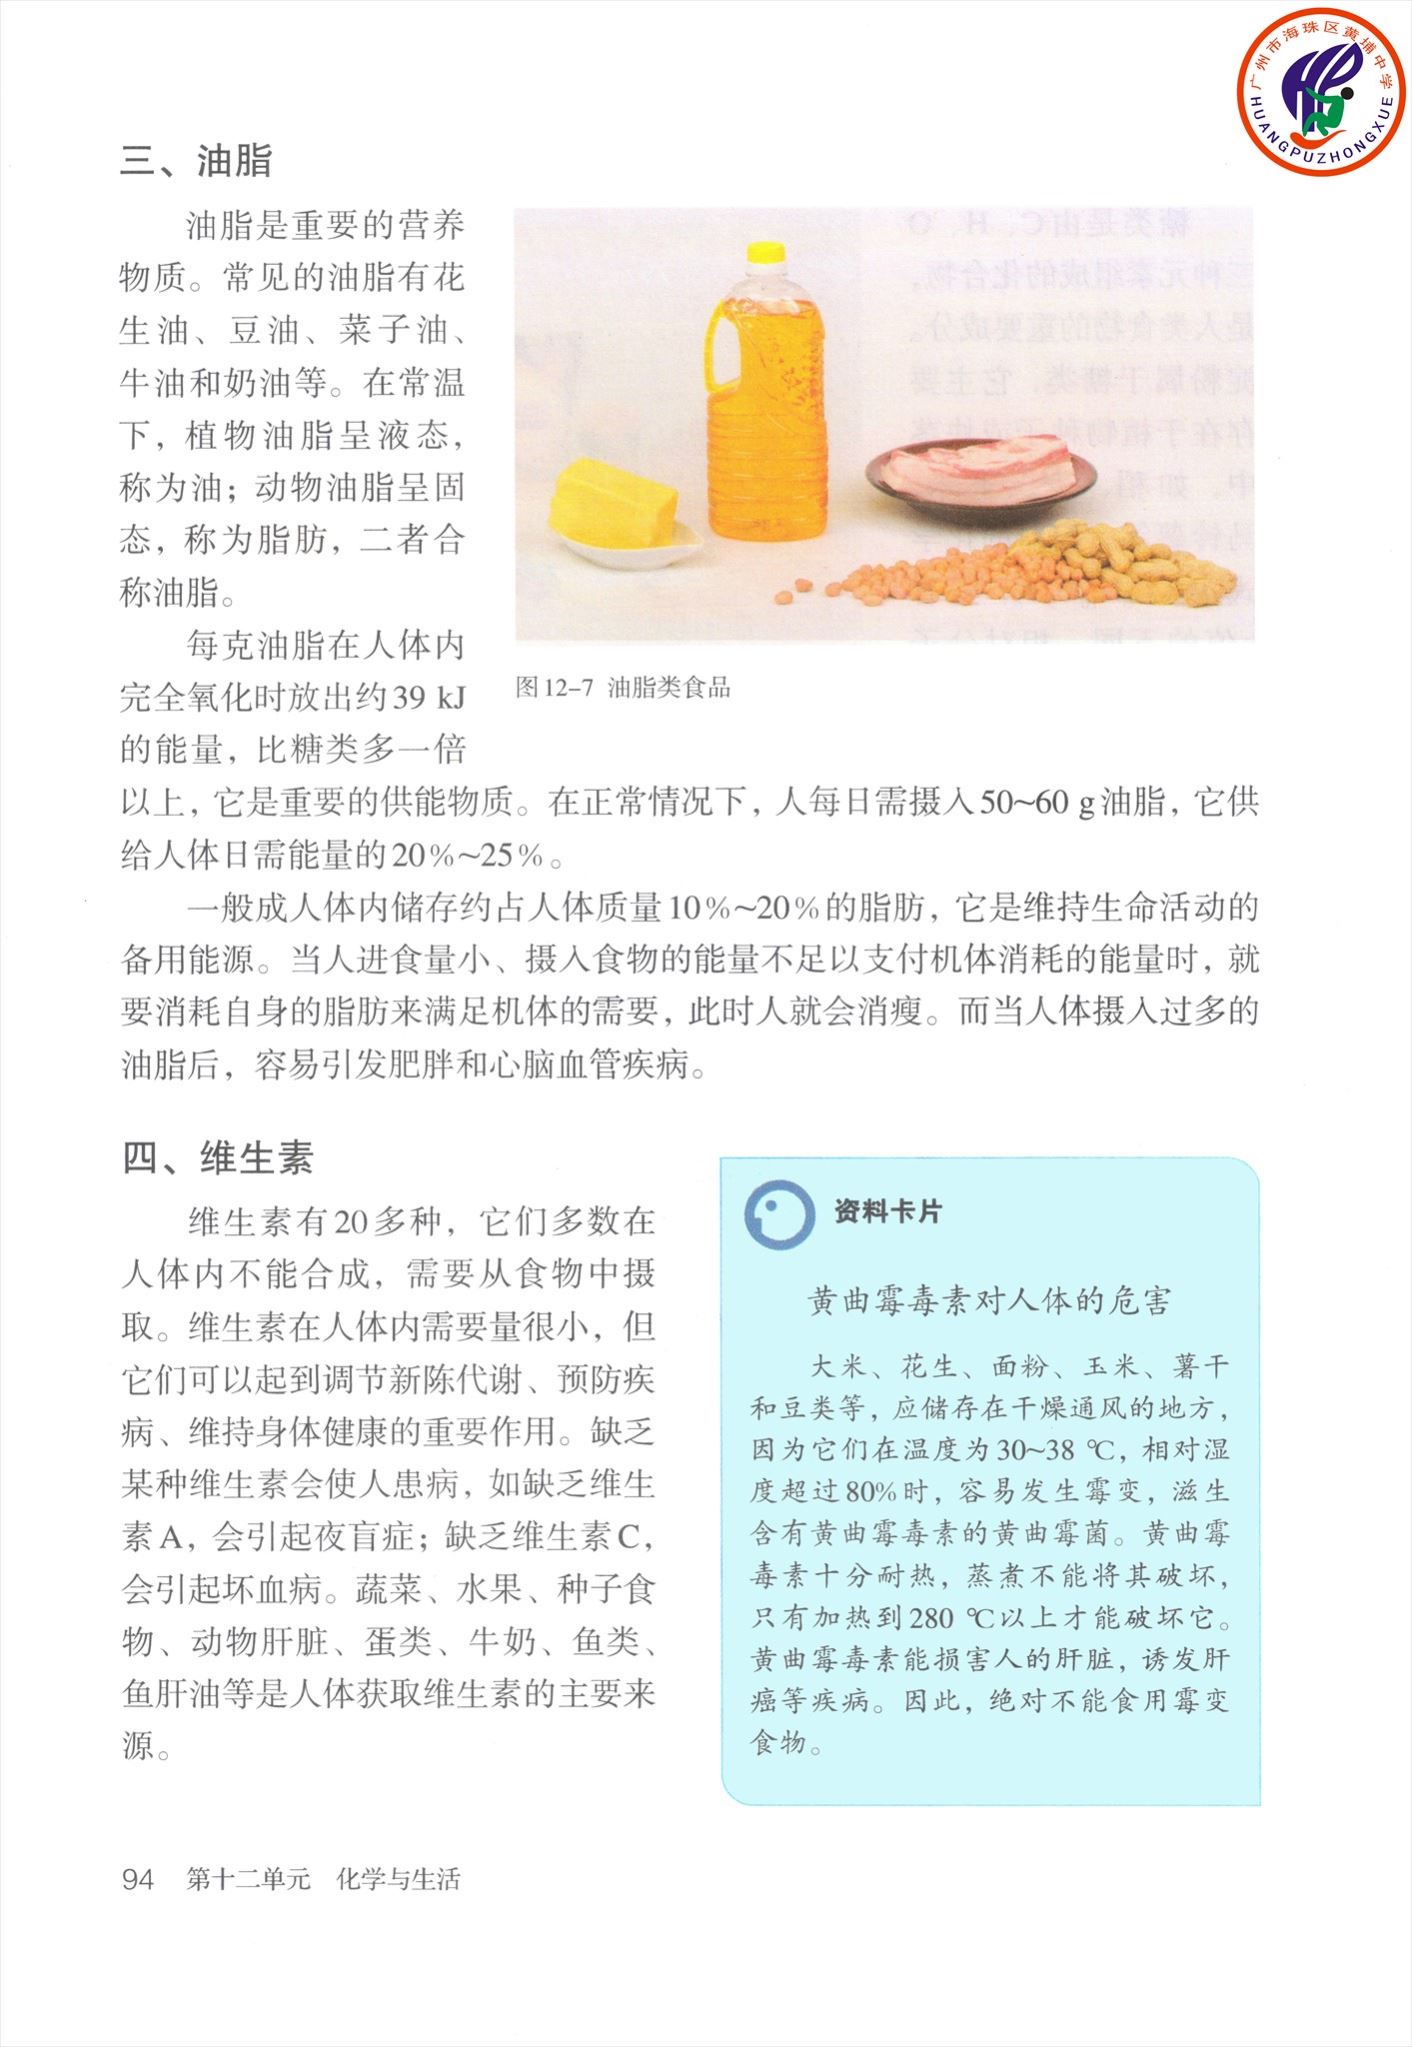 广州市海珠区黄埔中学
HUANGPUZHONGXUE
三、油脂
油脂是重要的营养
物质。常见的油脂有花
生油、豆油、菜子油、
牛油和奶油等。在常温
下，植物油脂呈液态，
称为油；动物油脂呈固
态，称为脂肪，二者合
称油脂。
每克油脂在人体内
完全氧化时放出约39 kJ
的能量，比糖类多一倍
以上，它是重要的供能物质。在正常情况下，人每日需摄入50~60 g油脂，它供
给人体日需能量的20%~25%。
图12-7 油脂类食品
一般成人体内储存约占人体质量10%~20%的脂肪，它是维持生命活动的
备用能源。当人进食量小、摄入食物的能量不足以支付机体消耗的能量时，就
要消耗自身的脂肪来满足机体的需要，此时人就会消瘦。而当人体摄入过多的
油脂后，容易引发肥胖和心脑血管疾病。
四、维生素
维生素有20多种，它们多数在
人体内不能合成，需要从食物中摄
取。维生素在人体内需要量很小，但
它们可以起到调节新陈代谢、预防疾
病、维持身体健康的重要作用。缺乏
某种维生素会使人患病，如缺乏维生
素A，会引起夜盲症；缺乏维生素C，
会引起坏血病。蔬菜、水果、种子食
物、动物肝脏、蛋类、牛奶、鱼类、
鱼肝油等是人体获取维生素的主要来
源。
资料卡片
黄曲霉毒素对人体的危害
大米、花生、面粉、玉米、薯干
和豆类等，应储存在干燥通风的地方，
因为它们在温度为30~38 ℃，相对湿
度超过80%时，容易发生霉变，滋生
含有黄曲霉毒素的黄曲霉菌。黄曲霉
毒素十分耐热，蒸煮不能将其破坏，
只有加热到280 ℃以上才能破坏它。
黄曲霉毒素能损害人的肝脏，诱发肝
癌等疾病。因此，绝对不能食用霉变
食物。
94 第十二单元 化学与生活